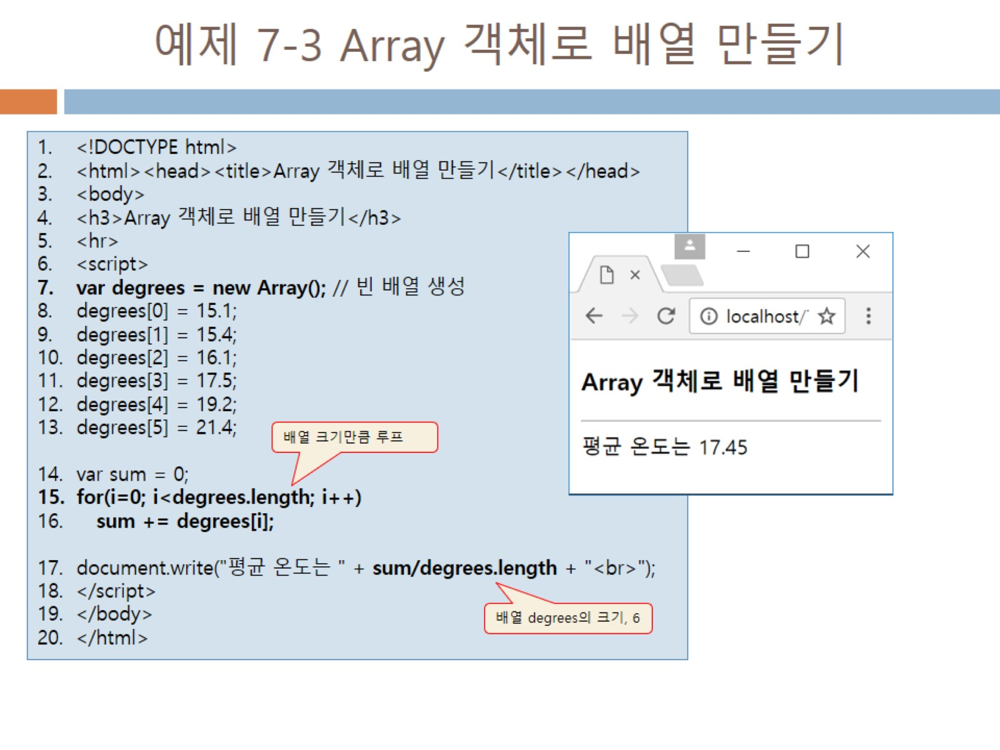 예제 7-3 Array 객체로 배열 만들기
1. <!DOCTYPE html>
2. <html><head><title>Array 객체로 배열 만들기</title></head>
3. <body>
4. <h3>Array 객체로 배열 만들기</h3>
5. <hr>
6. <script>
7. var degrees = new Array(); // 빈 배열 생성
8. degrees[0] = 15.1;
9. degrees[1] = 15.4;
10. degrees[2] = 16.1;
11. degrees[3] = 17.5;
12. degrees[4] = 19.2;
13. degrees[5] = 21.4;
배열 크기만큼 루프
14. var sum = 0;
15. for(i=0; i<degrees.length; i++)
16. sum += degrees[i];
17. document.write("평균 온도는 " + sum/degrees.length + "<br>");
18. </script>
19. </body>
20. </html>
배열 degrees의 크기, 6
localhost/
Array 객체로 배열 만들기
평균 온도는 17.45